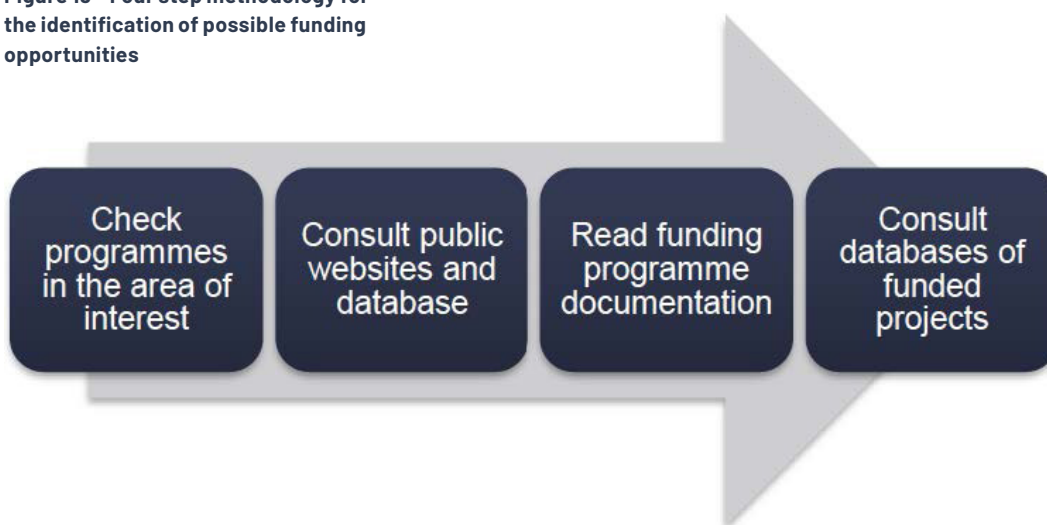 the identification of possible funding
opportunities
Check
programmes
in the area of
interest
Consult public
websites and
database
Read funding
programme
documentation
Consult
databases of
funded
projects